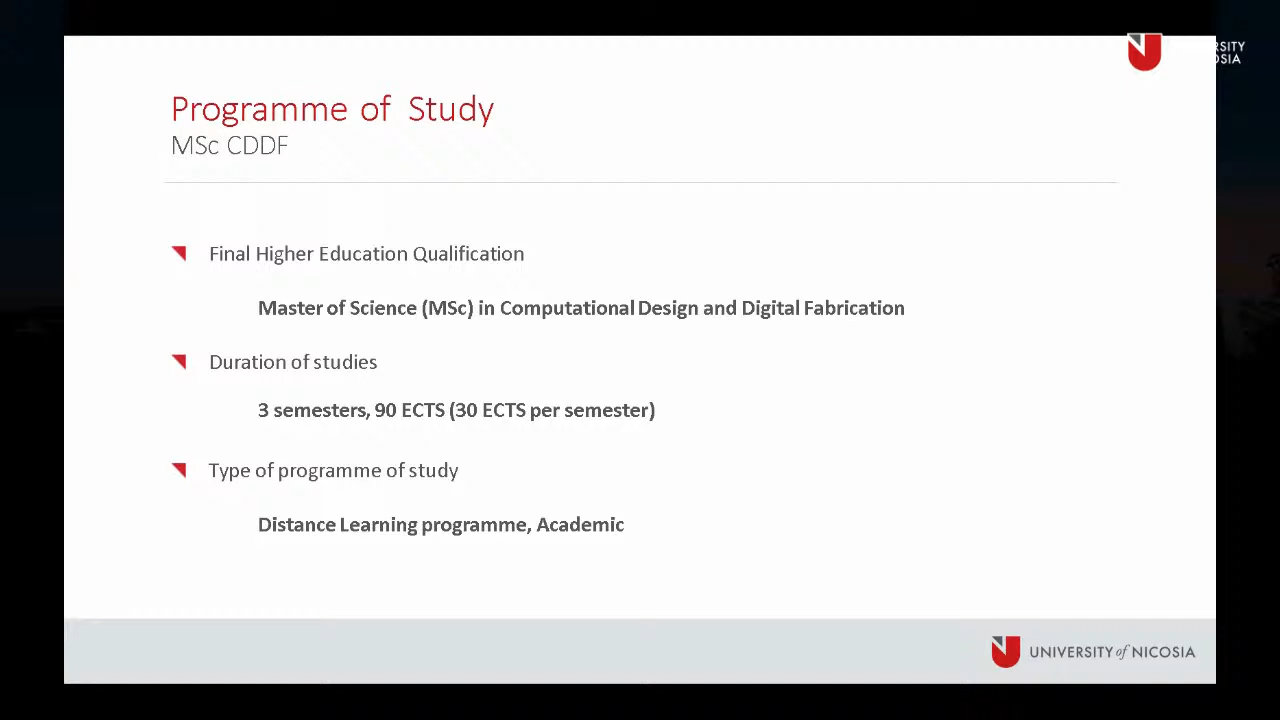 RSITY
OSIA
Programme of Study
MSc CDDF
Final Higher Education Qualification
Master of Science (MSc) in Computational Design and Digital Fabrication
Duration of studies
3 semesters, 90 ECTS (30 ECTS per semester)
Type of programme of study
Distance Learning programme, Academic
UNIVERSITY of NICOSIA